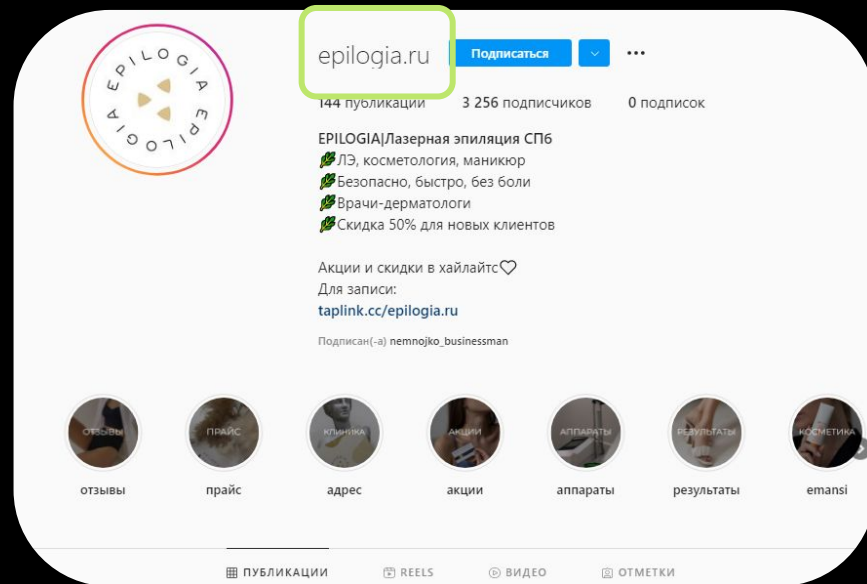 EPILOGIA EPILOGIA
epilogia.ru Подписаться
144 публикации 3 256 подписчиков 0 подписок
EPILOGIA|Лазерная эпиляция СПб
🌿ЛЭ, косметология, маникюр
🌿Безопасно, быстро, без боли
🌿Врачи-дерматологи
🌿Скидка 50% для новых клиентов
Акции и скидки в хайлайтс♡
Для записи:
taplink.cc/epilogia.ru
Подписан(-а) nemnojko_businessman
ОТЗЫВЫ ПРАЙС КЛИНИКА АКЦИИ АППАРАТЫ РЕЗУЛЬТАТЫ КОСМЕТИКА
отзывы прайс адрес акции аппараты результаты emansi
ПУБЛИКАЦИИ REELS ВИДЕО ОТМЕТКИ